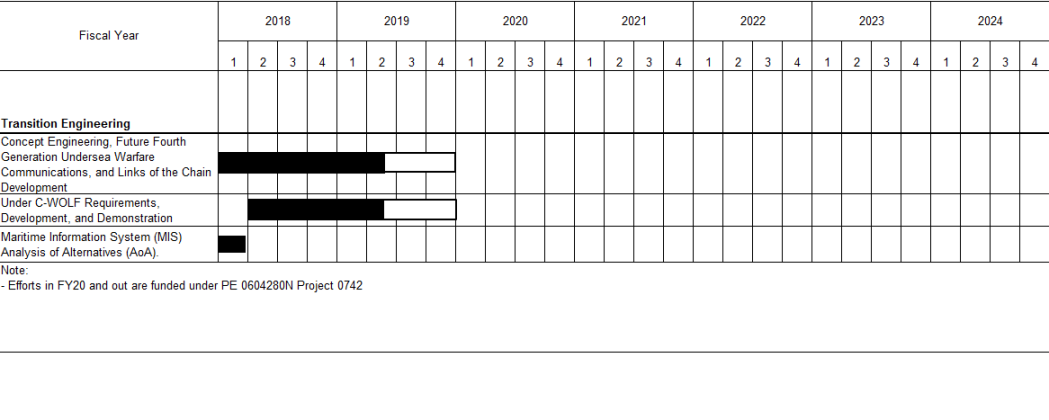 Fiscal Year
2018 2019 2020 2021 2022 2023 2024
1 2 3 4 1 2 3 4 1 2 3 4 1 2 3 4 1 2 3 4 1 2 3 4 1 2 3 4
Transition Engineering
Concept Engineering, Future Fourth
Generation Undersea Warfare
Communications, and Links of the Chain
Development
Under C-WOLF Requirements,
Development, and Demonstration
Maritime Information System (MIS)
Analysis of Alternatives (AoA).
Note:
- Efforts in FY20 and out are funded under PE 0604280N Project 0742